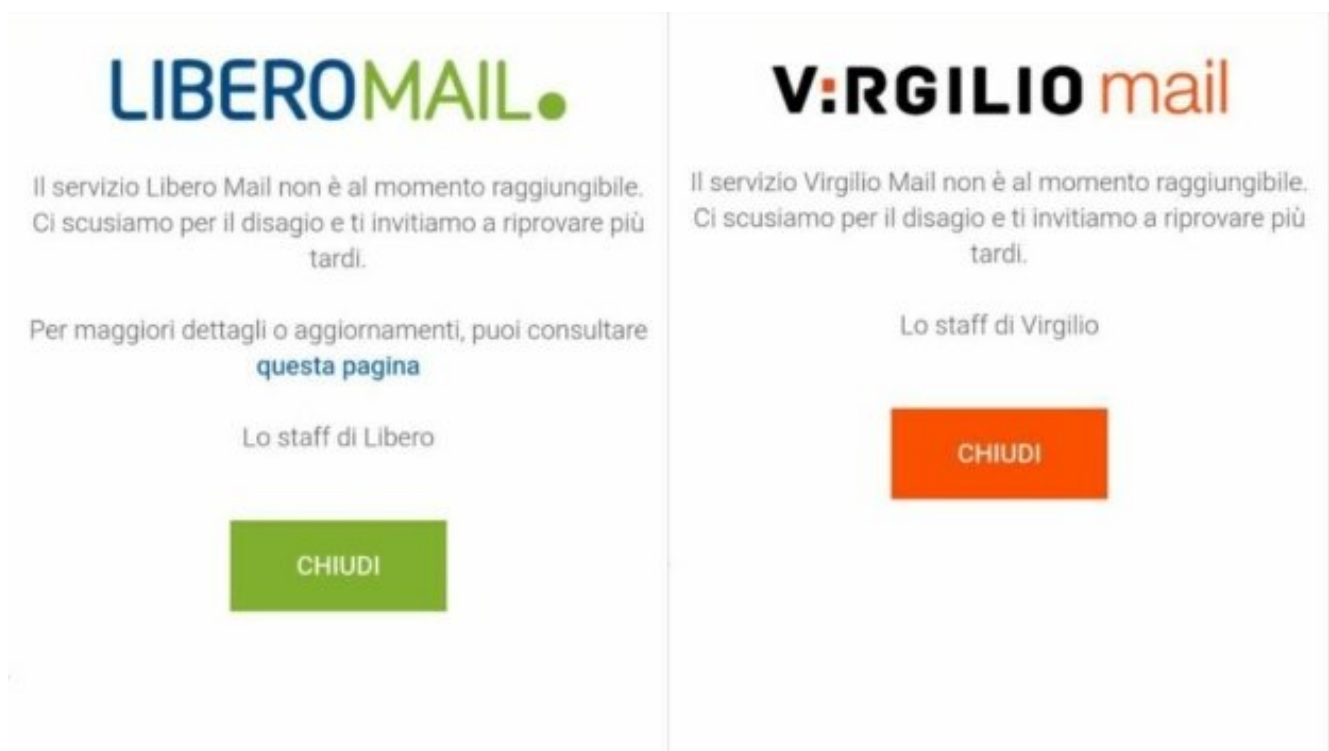 LIBEROMAIL.
Il servizio Libero Mail non è al momento raggiungibile.
Ci scusiamo per il disagio e ti invitiamo a riprovare più
tardi.
Per maggiori dettagli o aggiornamenti, puoi consultare
questa pagina
Lo staff di Libero
CHIUDI
V:RGILIO mail
Il servizio Virgilio Mail non è al momento raggiungibile.
Ci scusiamo per il disagio e ti invitiamo a riprovare più
tardi.
Lo staff di Virgilio
CHIUDI